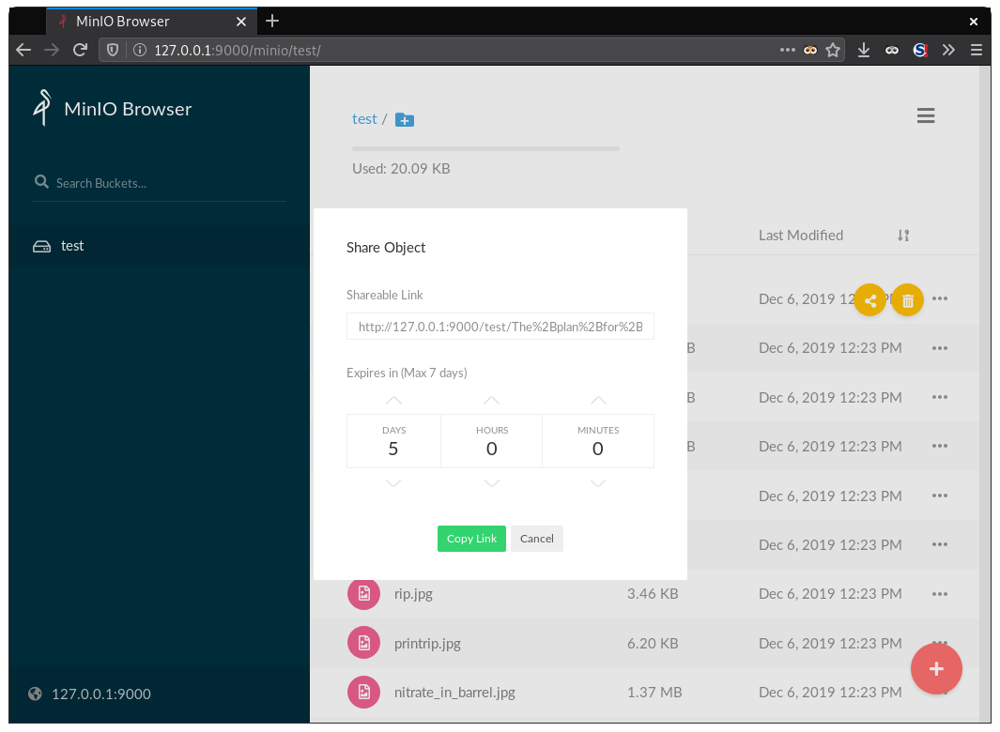 MinIO Browser
127.0.0.1:9000/minio/test/
MinIO Browser
test /
Used: 20.09 KB
Search Buckets...
test
Last Modified
Share Object
Shareable Link
http://127.0.0.1:9000/test/The%2Bplan%2Bfor%2B
Expires in (Max 7 days)
DAYS HOURS MINUTES
5 0 0
Copy Link Cancel
Dec 6, 2019 12
B Dec 6, 2019 12:23 PM
B Dec 6, 2019 12:23 PM
B Dec 6, 2019 12:23 PM
Dec 6, 2019 12:23 PM
Dec 6, 2019 12:23 PM
rip.jpg 3.46 KB Dec 6, 2019 12:23 PM
printrip.jpg 6.20 KB Dec 6, 2019 12:23 PM
nitrate_in_barrel.jpg 1.37 MB Dec 6, 2019 12:23 PM
127.0.0.1:9000